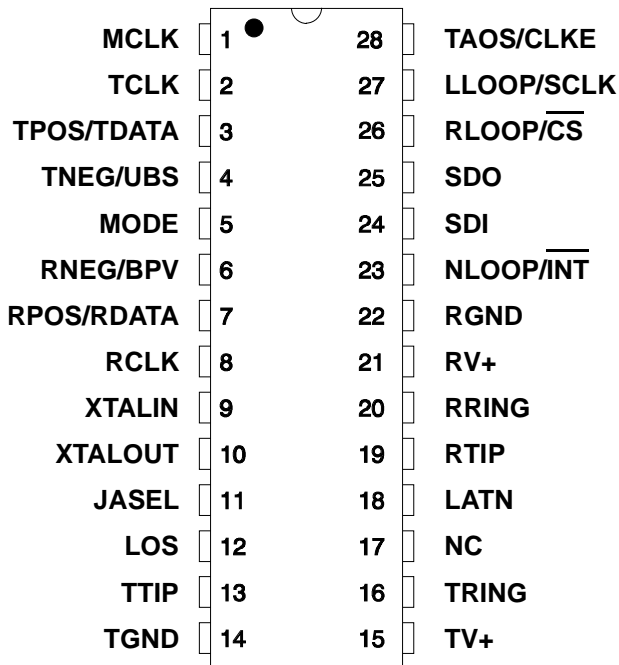 MCLK 1 28 TAOS/CLKE
TCLK 2 27 LLOOP/SCLK
TPOS/TDATA 3 26 RLOOP/C̅S̅
TNEG/UBS 4 25 SDO
MODE 5 24 SDI
RNEG/BPV 6 23 NLOOP/I̅N̅T̅
RPOS/RDATA 7 22 RGND
RCLK 8 21 RV+
XTALIN 9 20 RRING
XTALOUT 10 19 RTIP
JASEL 11 18 LATN
LOS 12 17 NC
TTIP 13 16 TRING
TGND 14 15 TV+